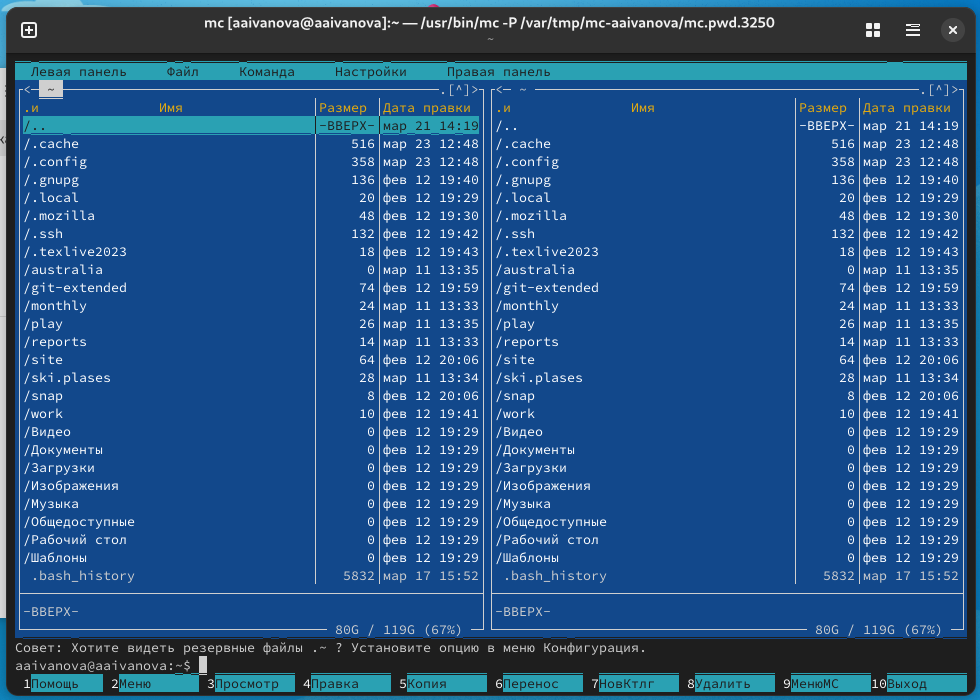 mc [aaivanova@aaivanova]:~ — /usr/bin/mc -P /var/tmp/mc-aaivanova/mc.pwd.3250
~
Левая панель Файл Команда Настройки Правая панель
<─ ~ .[^]> <─ ~ .[^]>
.и Имя Размер Дата правки .и Имя Размер Дата правки
/.. -ВВЕРХ- мар 21 14:19 /.. -ВВЕРХ- мар 21 14:19
/.cache 516 мар 23 12:48 /.cache 516 мар 23 12:48
/.config 358 мар 23 12:48 /.config 358 мар 23 12:48
/.gnupg 136 фев 12 19:40 /.gnupg 136 фев 12 19:40
/.local 20 фев 12 19:29 /.local 20 фев 12 19:29
/.mozilla 48 фев 12 19:30 /.mozilla 48 фев 12 19:30
/.ssh 132 фев 12 19:42 /.ssh 132 фев 12 19:42
/.texlive2023 18 фев 12 19:43 /.texlive2023 18 фев 12 19:43
/australia 0 мар 11 13:35 /australia 0 мар 11 13:35
/git-extended 74 фев 12 19:59 /git-extended 74 фев 12 19:59
/monthly 24 мар 11 13:33 /monthly 24 мар 11 13:33
/play 26 мар 11 13:35 /play 26 мар 11 13:35
/reports 14 мар 11 13:33 /reports 14 мар 11 13:33
/site 64 фев 12 20:06 /site 64 фев 12 20:06
/ski.plases 28 мар 11 13:34 /ski.plases 28 мар 11 13:34
/snap 8 фев 12 20:06 /snap 8 фев 12 20:06
/work 10 фев 12 19:41 /work 10 фев 12 19:41
/Видео 0 фев 12 19:29 /Видео 0 фев 12 19:29
/Документы 0 фев 12 19:29 /Документы 0 фев 12 19:29
/Загрузки 0 фев 12 19:29 /Загрузки 0 фев 12 19:29
/Изображения 0 фев 12 19:29 /Изображения 0 фев 12 19:29
/Музыка 0 фев 12 19:29 /Музыка 0 фев 12 19:29
/Общедоступные 0 фев 12 19:29 /Общедоступные 0 фев 12 19:29
/Рабочий стол 0 фев 12 19:29 /Рабочий стол 0 фев 12 19:29
/Шаблоны 0 фев 12 19:29 /Шаблоны 0 фев 12 19:29
.bash_history 5832 мар 17 15:52 .bash_history 5832 мар 17 15:52
-ВВЕРХ- -ВВЕРХ-
80G / 119G (67%) 80G / 119G (67%)
Совет: Хотите видеть резервные файлы .~ ? Установите опцию в меню Конфигурация.
aaivanova@aaivanova:~$
1Помощь 2Меню 3Просмотр 4Правка 5Копия 6Перенос 7НовКтлг 8Удалить 9МенюMC 10Выход